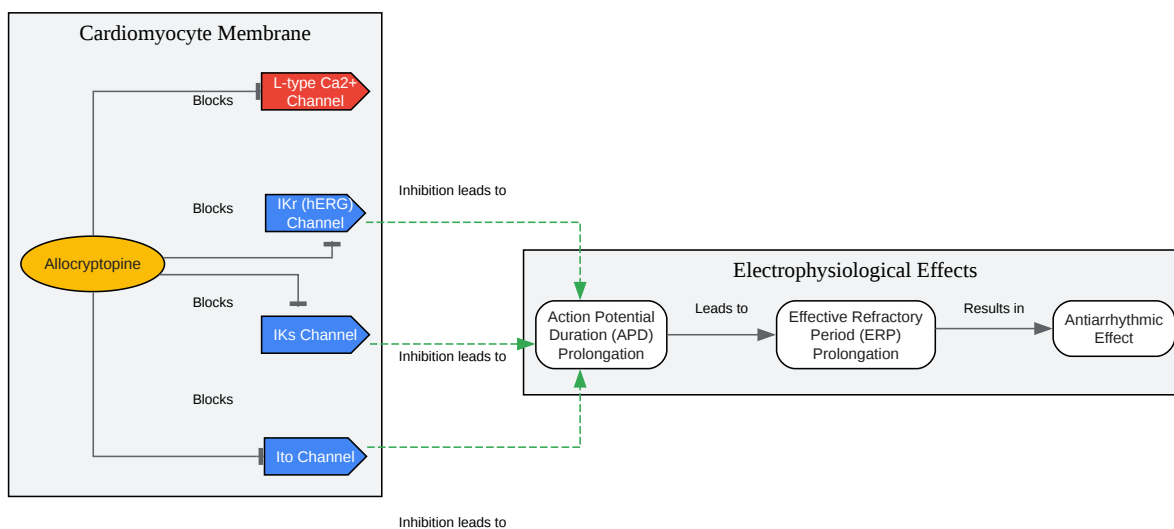 Cardiomyocyte Membrane
L-type Ca2+
Channel
Blocks
Inhibition leads to
IKr (hERG)
Channel
Blocks
Allocryptopine
Electrophysiological Effects
Blocks
Action Potential
Duration (APD)
Prolongation
Leads to
Effective Refractory
Period (ERP)
Prolongation
Results in
Antiarrhythmic
Effect
IKs Channel
Inhibition leads to
Blocks
Ito Channel
Inhibition leads to